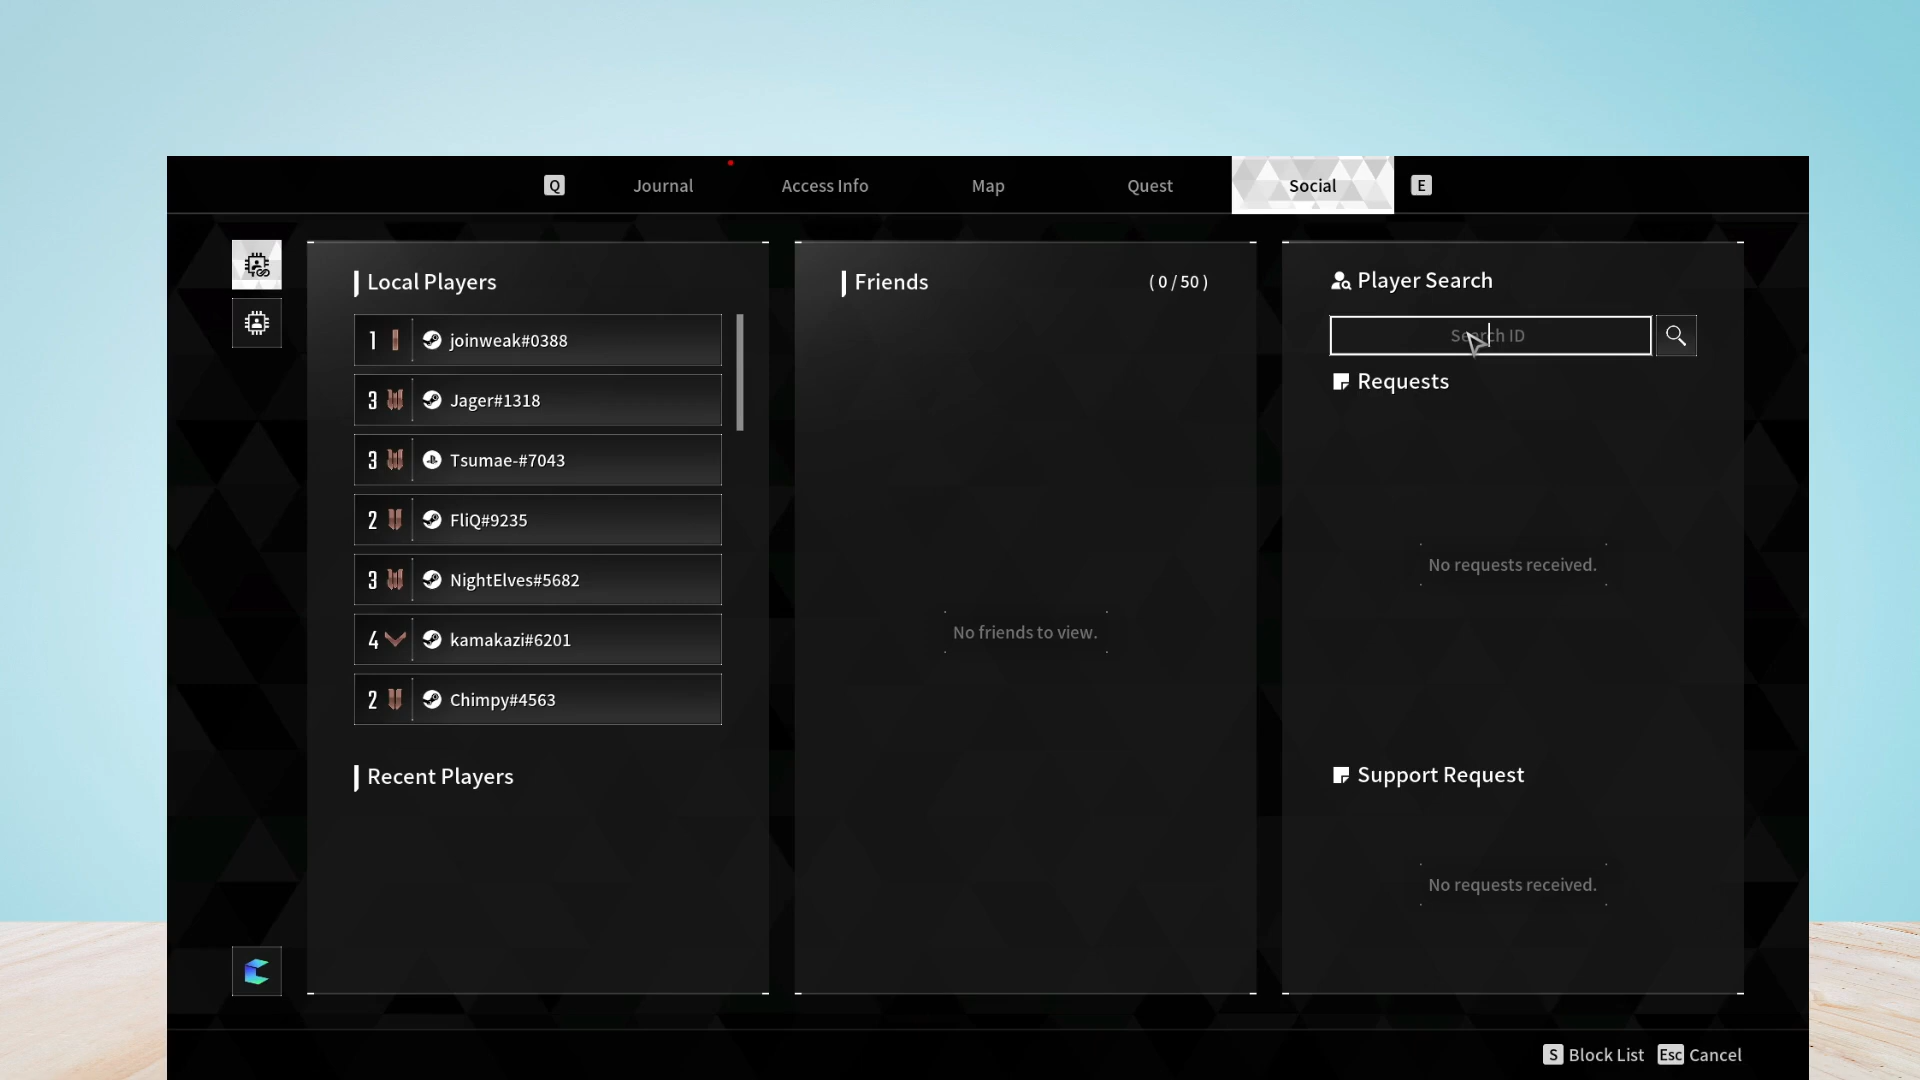 Q
Journal
Access Info
Map
Quest
Social
E
Local Players
1
joinweak#0388
3
Jager#1318
3
Tsumae-#7043
2
FliQ#9235
3
NightElves#5682
4
kamakazi#6201
2
Chimpy#4563
Recent Players
Friends
( 0 / 50 )
No friends to view.
Player Search
Search ID
Requests
No requests received.
Support Request
No requests received.
S Block List
Esc Cancel